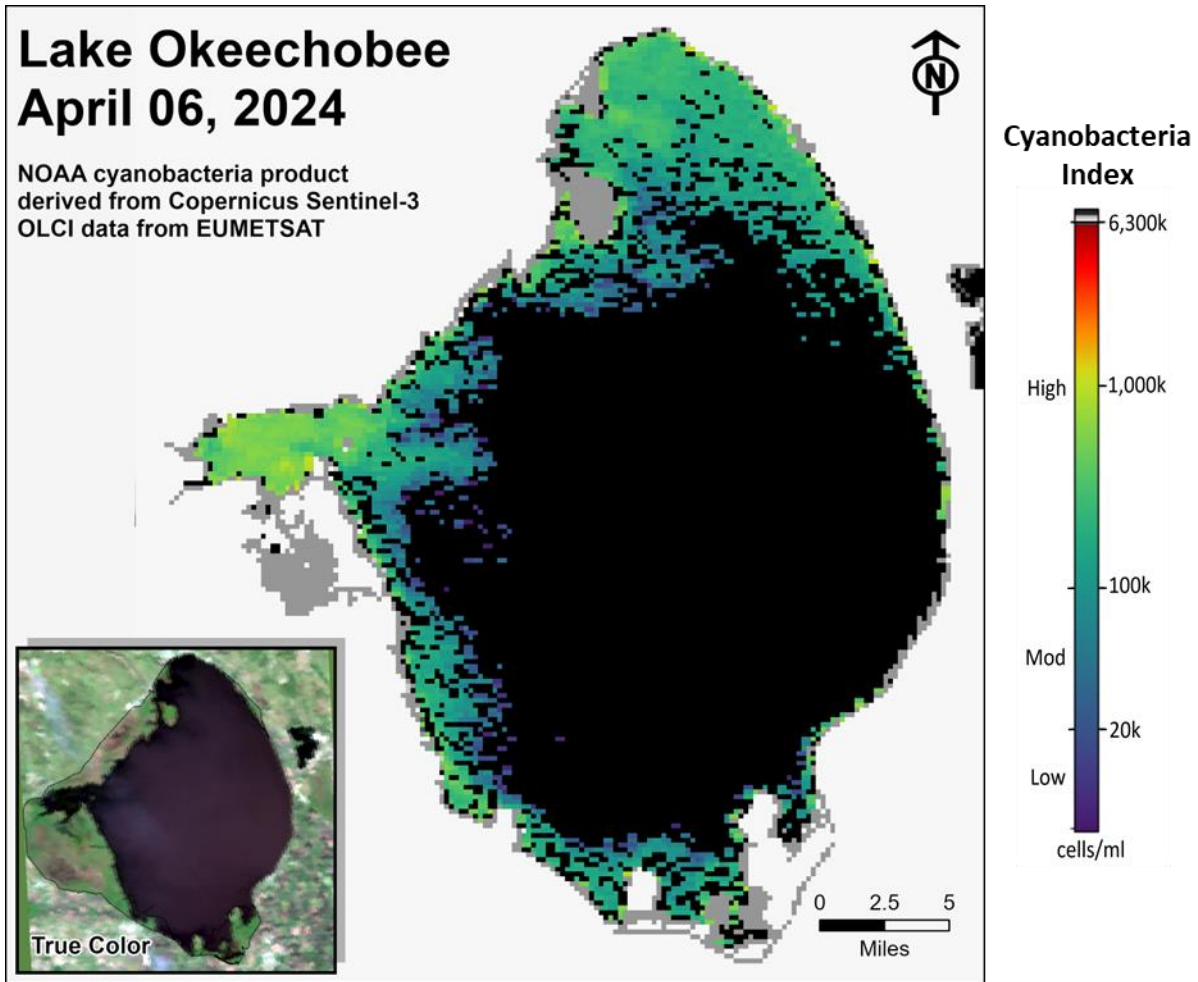 Lake Okeechobee
April 06, 2024
NOAA cyanobacteria product
derived from Copernicus Sentinel-3
OLCI data from EUMETSAT
N
Cyanobacteria
Index
6,300k
High
1,000k
100k
Mod
20k
Low
cells/ml
0 2.5 5
Miles
True Color